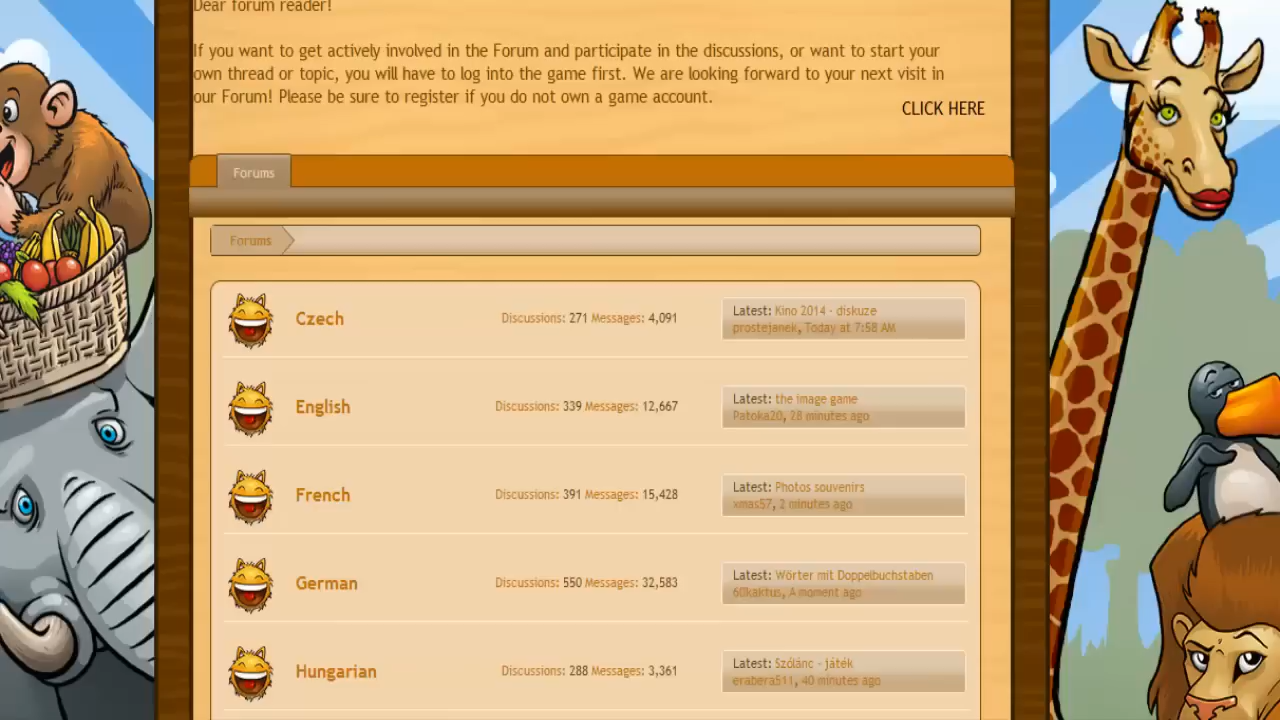 Dear forum reader!
If you want to get actively involved in the Forum and participate in the discussions, or want to start your
own thread or topic, you will have to log into the game first. We are looking forward to your next visit in
our Forum! Please be sure to register if you do not own a game account.
CLICK HERE
Forums
Forums
Czech
Discussions: 271 Messages: 4,091
Latest: Kino 2014 - diskuze
prostejanek, Today at 7:58 AM
English
Discussions: 339 Messages: 12,667
Latest: the image game
Patoka20, 28 minutes ago
French
Discussions: 391 Messages: 15,428
Latest: Photos souvenirs
xmas57, 2 minutes ago
German
Discussions: 550 Messages: 32,583
Latest: Wörter mit Doppelbuchstaben
60kaktus, A moment ago
Hungarian
Discussions: 288 Messages: 3,361
Latest: Szólánc - játék
erabera511, 40 minutes ago